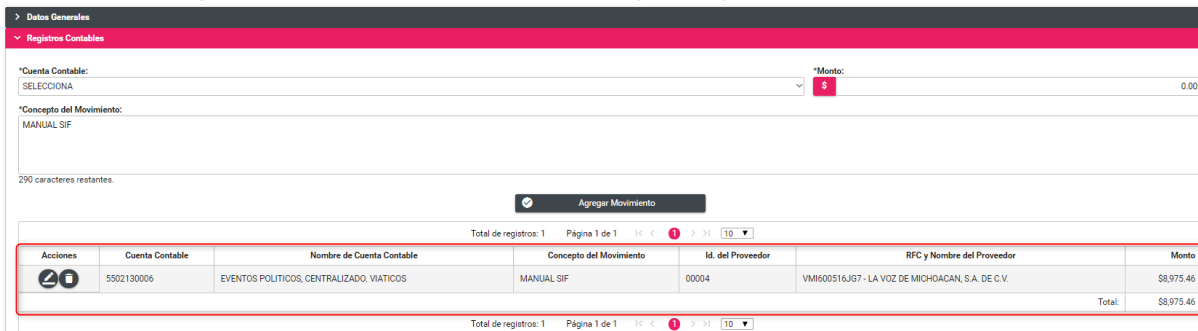 Datos Generales
Registros Contables
*Cuenta Contable: *Monto:
SELECCIONA $ 0.00
*Concepto del Movimiento:
MANUAL SIF
290 caracteres restantes.
Agregar Movimiento
Total de registros: 1 Página 1 de 1 1 10
Acciones Cuenta Contable Nombre de Cuenta Contable Concepto del Movimiento Id. del Proveedor RFC y Nombre del Proveedor Monto
5502130006 EVENTOS POLITICOS, CENTRALIZADO. VIATICOS MANUAL SIF 00004 VMI600516JG7 - LA VOZ DE MICHOACAN, S.A. DE C.V. $8,975.46
Total: $8,975.46
Total de registros: 1 Página 1 de 1 1 10